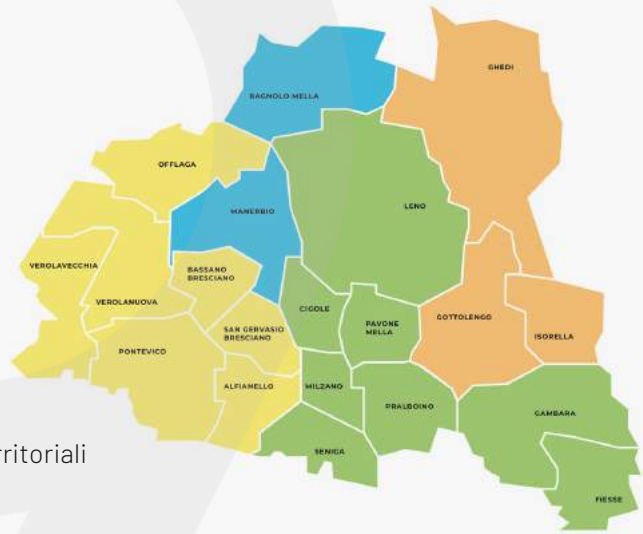 GHEDI
BAGNOLO MELLA
OFFLAGA
LENO
MANERBIO
VEROLAVECCHIA
BASSANO
BRESCIANO
VEROLANUOVA
CIGOLE
GOTTOLENGO
PAVONE
MELLA
SAN GERVASIO
BRESCIANO
ISORELLA
PONTEVICO
ALFIANELLO
MILZANO
PRALBOINO
GAMBARA
rritoriali
SENIGA
FIESSE